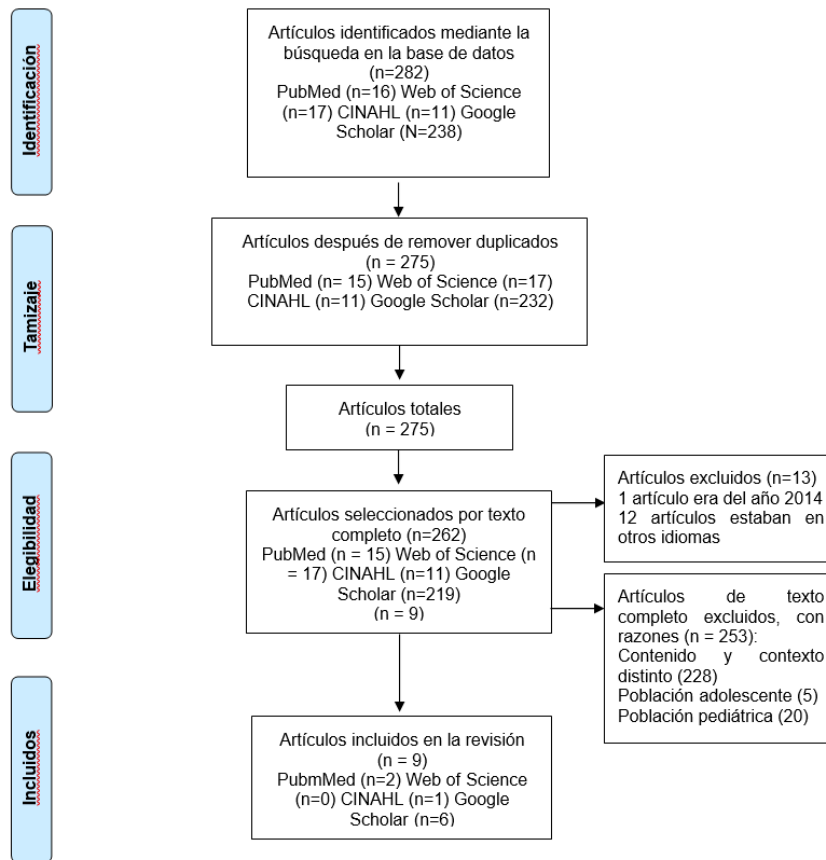 Identificación
Artículos identificados mediante la
búsqueda en la base de datos
(n=282)
PubMed (n=16) Web of Science
(n=17) CINAHL (n=11) Google
Scholar (N=238)
Tamizaje
Artículos después de remover duplicados
(n = 275)
PubMed (n= 15) Web of Science (n=17)
CINAHL (n=11) Google Scholar (n=232)
Artículos totales
(n = 275)
Elegibilidad
Artículos seleccionados por texto
completo (n=262)
PubMed (n = 15) Web of Science (n
= 17) CINAHL (n=11) Google
Scholar (n=219)
(n = 9)
Artículos excluidos (n=13)
1 artículo era del año 2014
12 artículos estaban en
otros idiomas
Artículos de texto
completo excluidos, con
razones (n = 253):
Contenido y contexto
distinto (228)
Población adolescente (5)
Población pediátrica (20)
Incluidos
Artículos incluidos en la revisión
(n = 9)
PubmMed (n=2) Web of Science
(n=0) CINAHL (n=1) Google
Scholar (n=6)